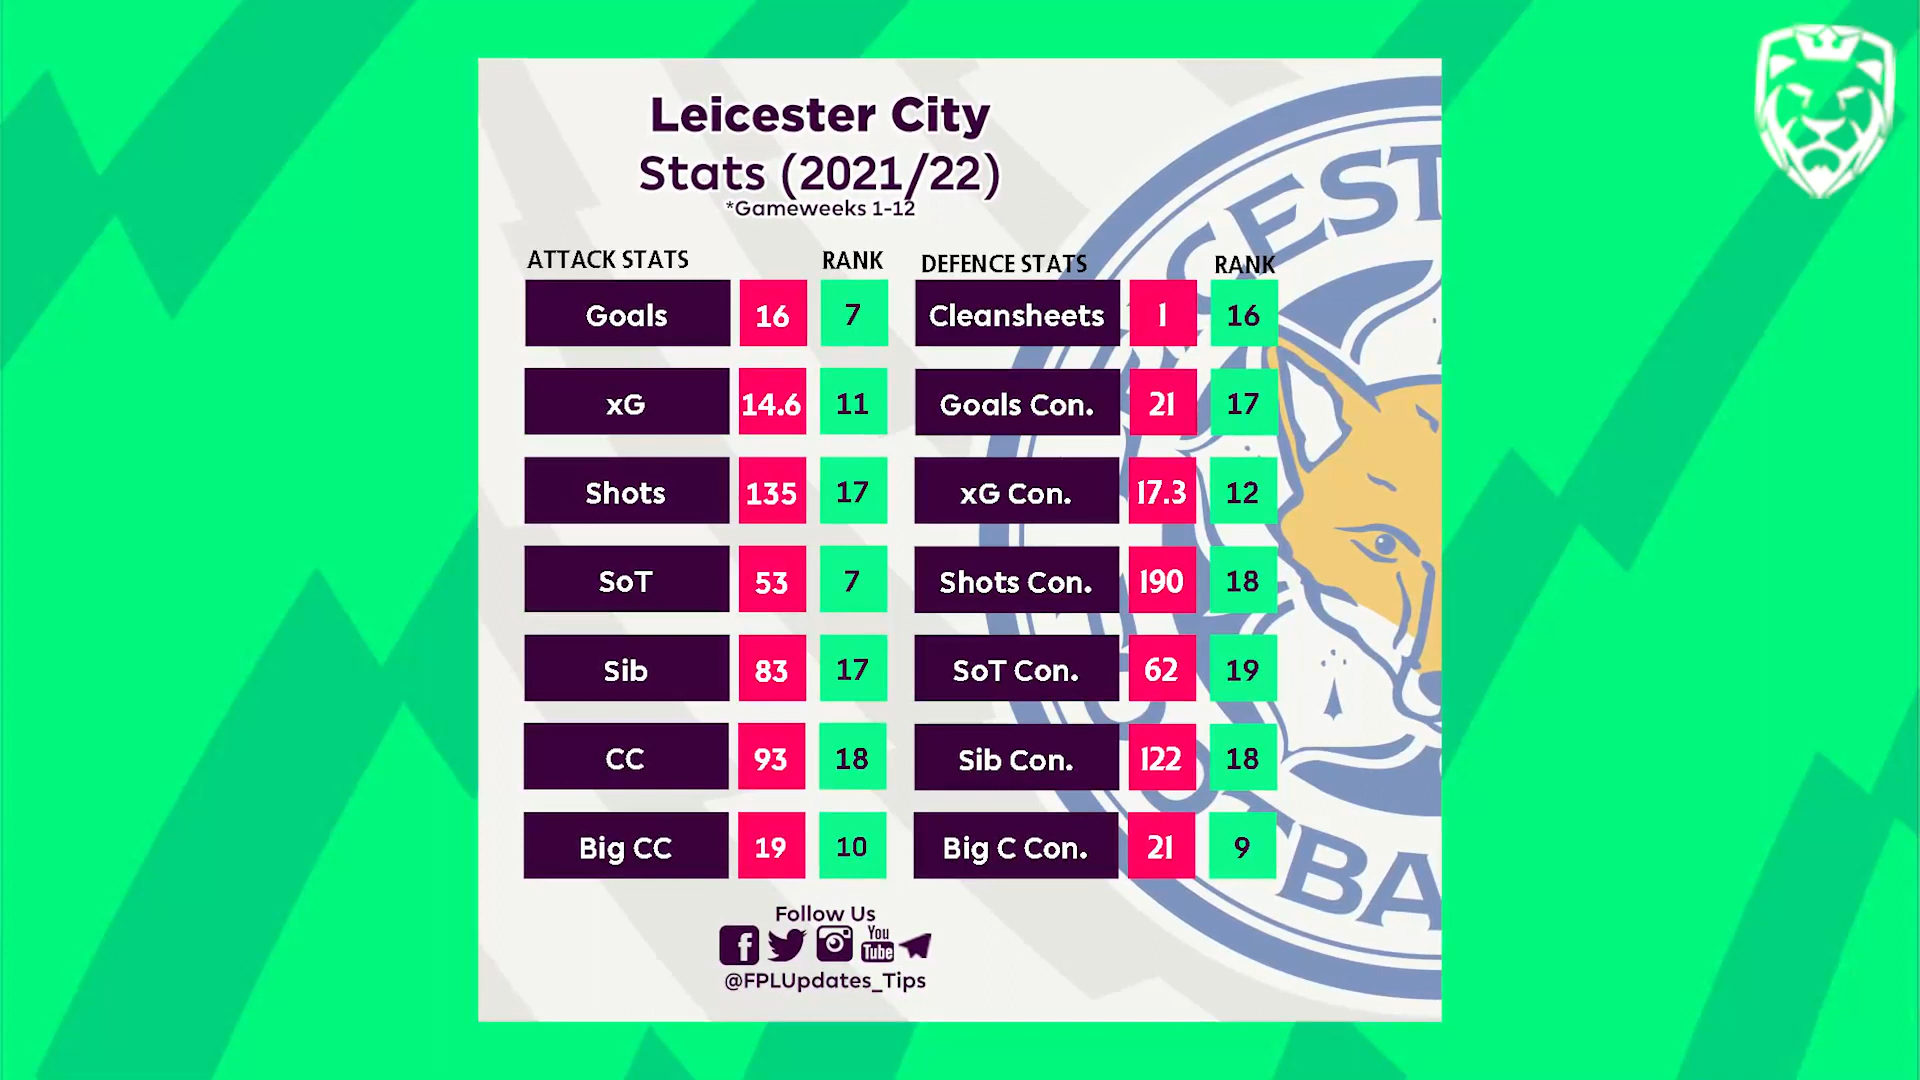 Leicester City
Stats (2021/22)
*Gameweeks 1-12
ATTACK STATS RANK
Goals 16 7
xG 14.6 11
Shots 135 17
SoT 53 7
Sib 83 17
CC 93 18
Big CC 19 10
DEFENCE STATS RANK
Cleansheets 1 16
Goals Con. 21 17
xG Con. 17.3 12
Shots Con. 190 18
SoT Con. 62 19
Sib Con. 122 18
Big C Con. 21 9
CEST
OTBA
Follow Us
f
You
Tube
@FPLUpdates_Tips